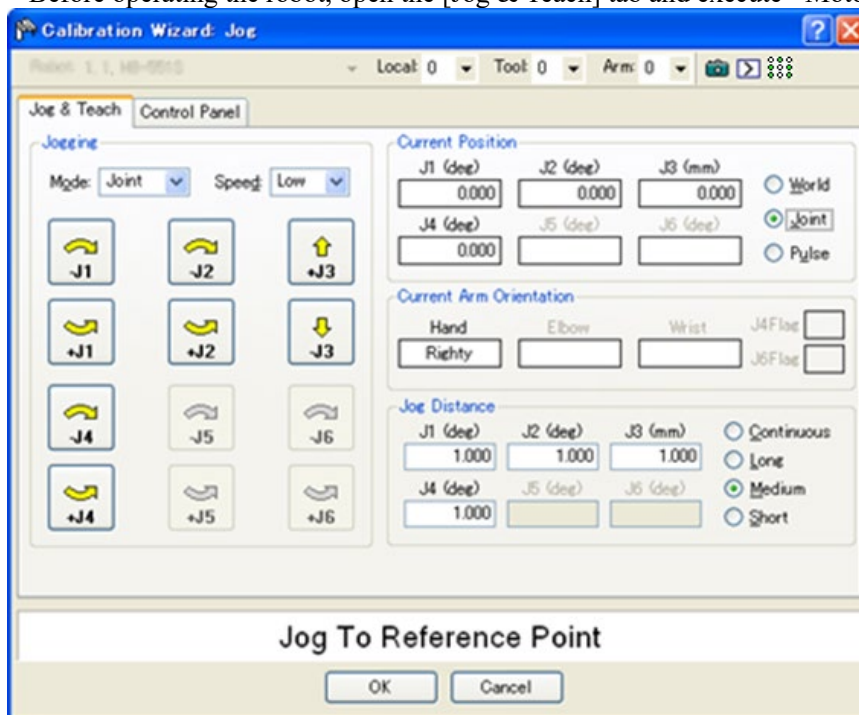 Before operating the robot, open the [Jog & Teach] tab and execute
Calibration Wizard: Jog
Robot: 1, 1, Local: 0 Tool: 0 Arm: 0
Jog & Teach Control Panel
Jogging
Mode: Joint Speed: Low
-J1 -J2 +J3
+J1 +J2 -J3
-J4 -J5 -J6
+J4 +J5 +J6
Current Position
J1 (deg) J2 (deg) J3 (mm)
0.000 0.000 0.000
J4 (deg) J5 (deg) J6 (deg)
0.000
World
Joint
Pulse
Current Arm Orientation
Hand Elbow Wrist J4Flag
Righty J6Flag
Jog Distance
J1 (deg) J2 (deg) J3 (mm)
1.000 1.000 1.000
J4 (deg) J5 (deg) J6 (deg)
1.000
Continuous
Long
Medium
Short
Jog To Reference Point
OK Cancel